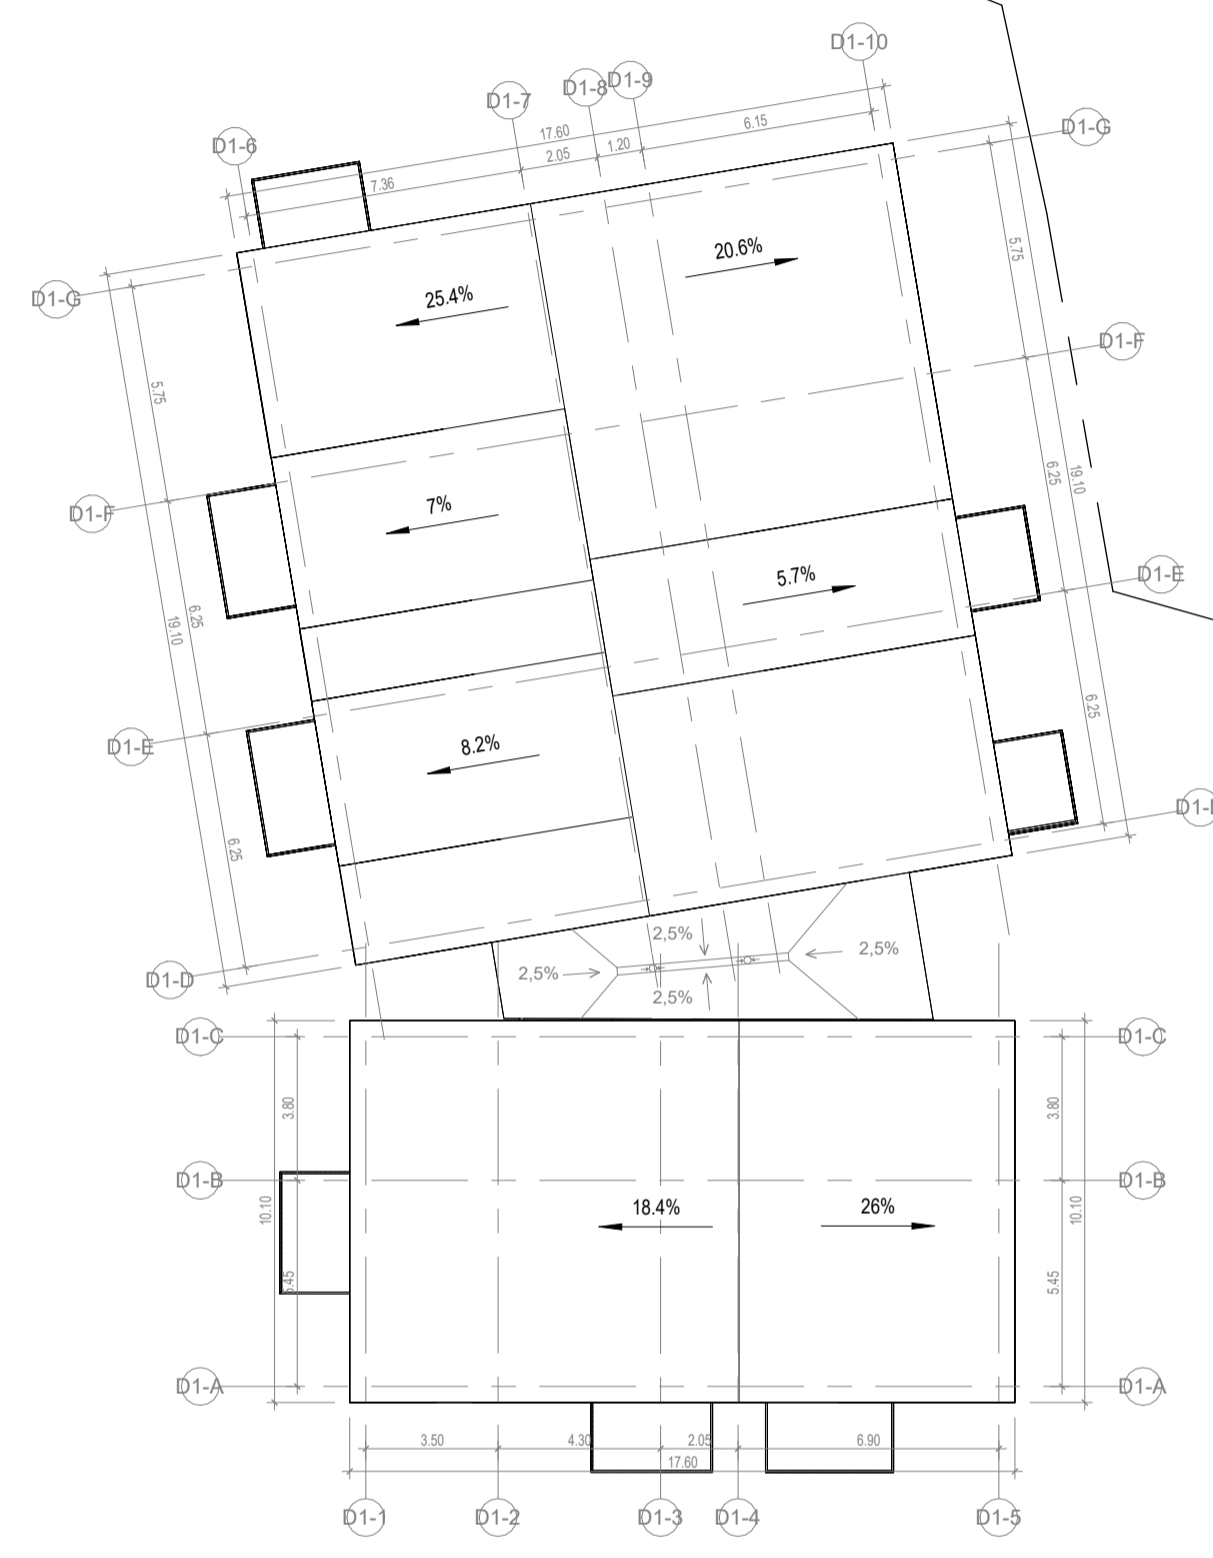 D1-10
D1-9
D1-8
D1-7
D1-6
17.60
6.15
1.20
2.05
7.36
D1-G
D1-G
20.6%
25.4%
5.75
5.75
D1-F
D1-F
7%
6.25
19.10
5.7%
D1-E
6.25
19.10
D1-E
8.2%
6.25
6.25
2,5%
2,5%
2,5%
2,5%
D1-D
D1-C
D1-C
3.80
3.80
D1-B
D1-B
10.10
10.10
18.4%
26%
5.45
5.45
D1-A
D1-A
3.50
4.30
2.05
6.90
17.60
D1-1
D1-2
D1-3
D1-4
D1-5